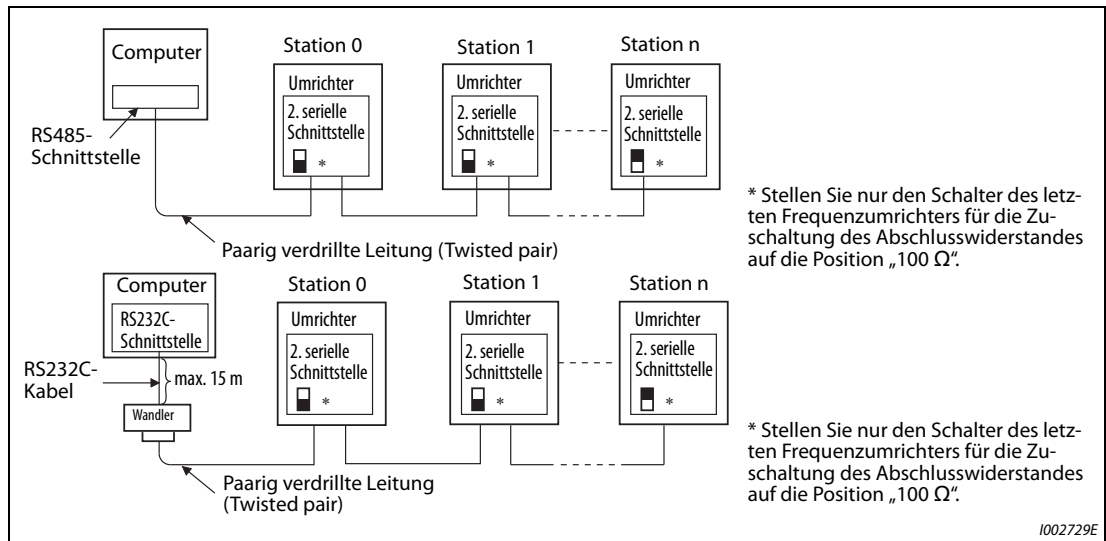 Computer
Station 0
Station 1
Station n
Umrichter
2. serielle
Schnittstelle
*
Umrichter
2. serielle
Schnittstelle
*
Umrichter
2. serielle
Schnittstelle
*
RS485-
Schnittstelle
Paarig verdrillte Leitung (Twisted pair)
* Stellen Sie nur den Schalter des letz-
ten Frequenzumrichters für die Zu-
schaltung des Abschlusswiderstandes
auf die Position „100 Ω“.
Computer
RS232C-
Schnittstelle
Station 0
Station 1
Station n
Umrichter
2. serielle
Schnittstelle
*
Umrichter
2. serielle
Schnittstelle
*
Umrichter
2. serielle
Schnittstelle
*
RS232C-
Kabel
max. 15 m
Wandler
Paarig verdrillte Leitung
(Twisted pair)
* Stellen Sie nur den Schalter des letz-
ten Frequenzumrichters für die Zu-
schaltung des Abschlusswiderstandes
auf die Position „100 Ω“.
I002729E